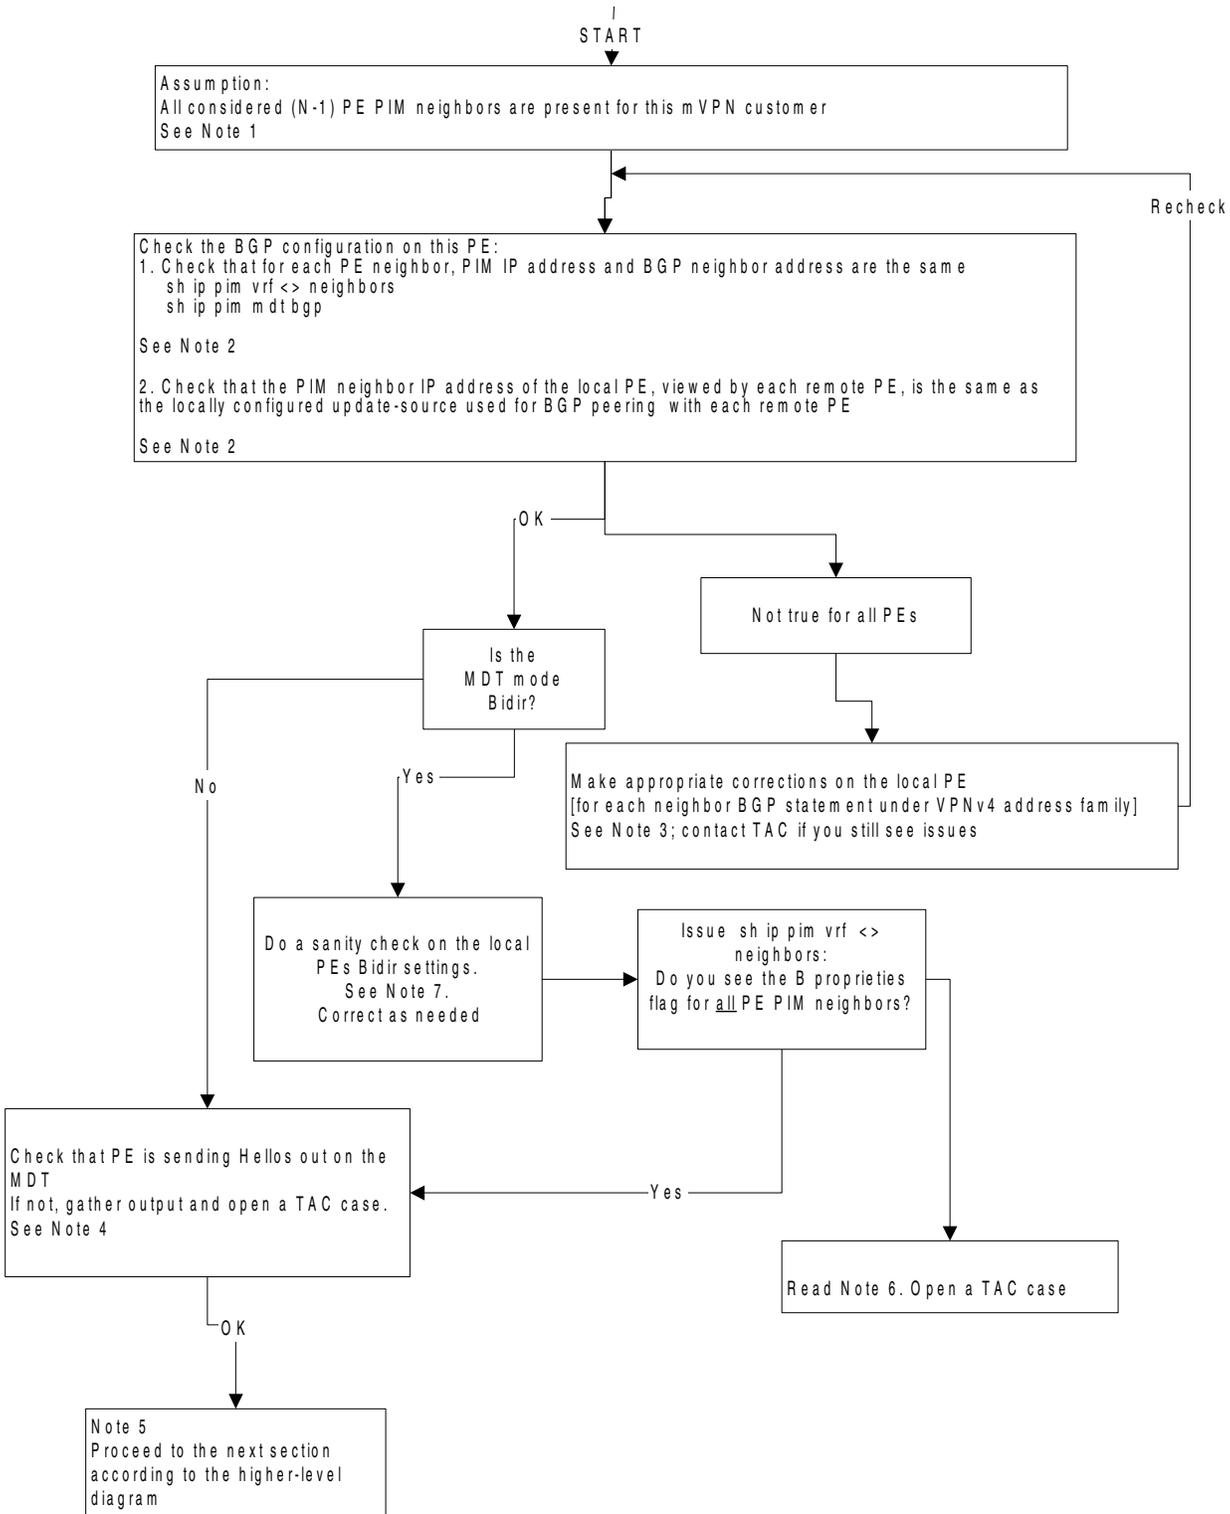 START
Assumption:
All considered (N-1) PE PIM neighbors are present for this mVPN customer
See Note 1
Recheck
Check the BGP configuration on this PE:
1. Check that for each PE neighbor, PIM IP address and BGP neighbor address are the same
sh ip pim vrf <> neighbors
sh ip pim mdt bgp
See Note 2
2. Check that the PIM neighbor IP address of the local PE, viewed by each remote PE, is the same as
the locally configured update-source used for BGP peering with each remote PE
See Note 2
OK
Not true for all PEs
Is the
MDT mode
Bidir?
No
Yes
Make appropriate corrections on the local PE
[for each neighbor BGP statement under VPNv4 address family]
See Note 3; contact TAC if you still see issues
Do a sanity check on the local
PEs Bidir settings.
See Note 7.
Correct as needed
Issue sh ip pim vrf <>
neighbors:
Do you see the B proprieties
flag for all PE PIM neighbors?
Check that PE is sending Hellos out on the
MDT
If not, gather output and open a TAC case.
See Note 4
Yes
Read Note 6. Open a TAC case
OK
Note 5
Proceed to the next section
according to the higher-level
diagram